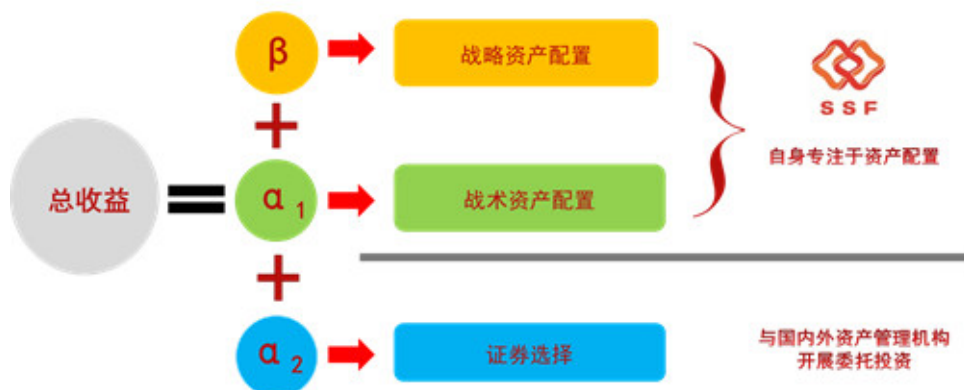 β
战略资产配置
SSF
自身专注于资产配置
+
总收益
=
α 1
战术资产配置
+
α 2
证券选择
与国内外资产管理机构
开展委托投资